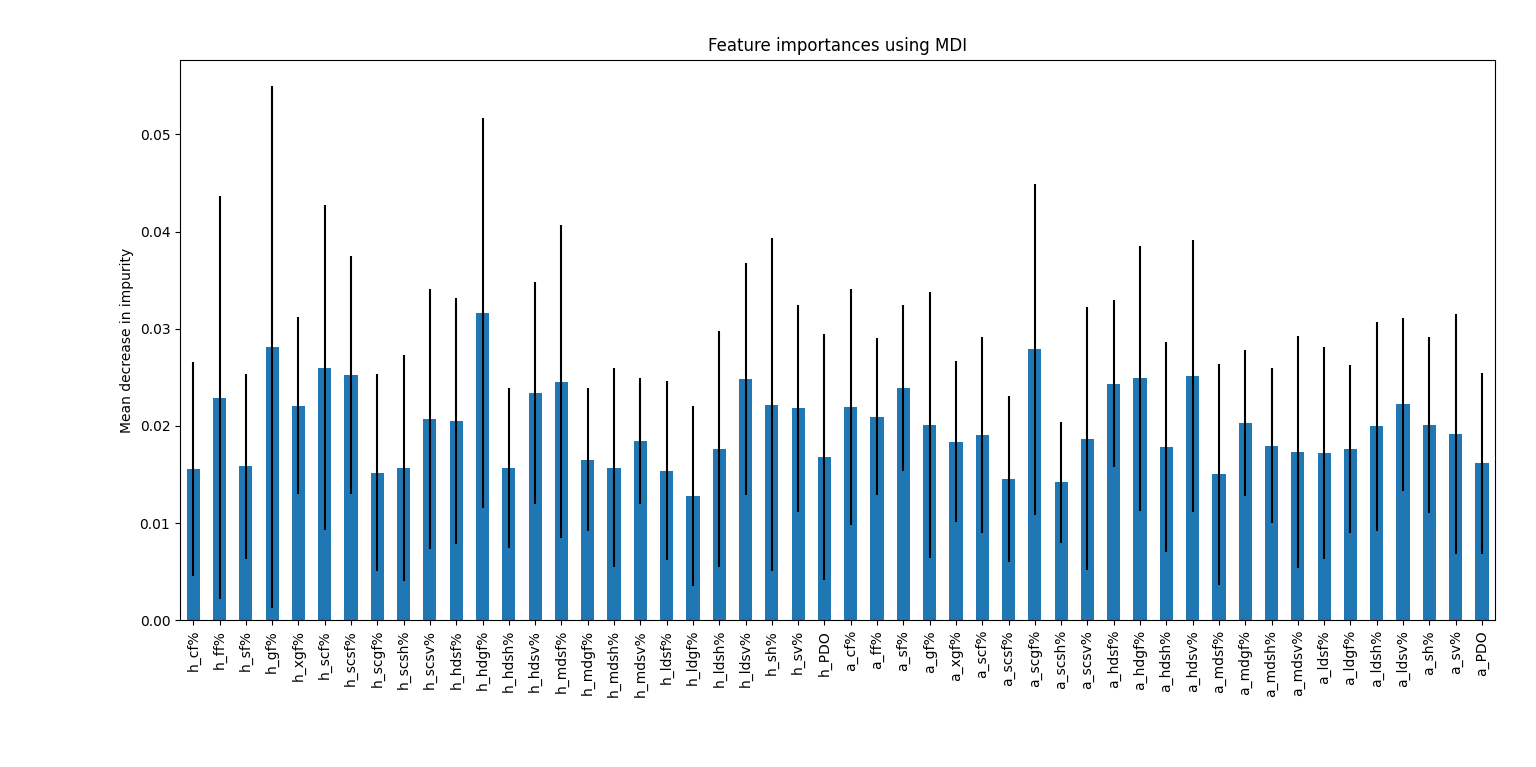 Feature importances using MDI
Mean decrease in impurity
0.05
0.04
0.03
0.02
0.01
0.00
h_cf%
h_ff%
h_sf%
h_gf%
h_xgf%
h_scf%
h_scsf%
h_scgf%
h_scsh%
h_scsv%
h_hdsf%
h_hdgf%
h_hdsh%
h_hdsv%
h_mdsf%
h_mdgf%
h_mdsh%
h_mdsv%
h_ldsf%
h_ldgf%
h_ldsh%
h_ldsv%
h_sh%
h_sv%
h_PDO
a_cf%
a_ff%
a_sf%
a_gf%
a_xgf%
a_scf%
a_scsf%
a_scgf%
a_scsh%
a_scsv%
a_hdsf%
a_hdgf%
a_hdsh%
a_hdsv%
a_mdsf%
a_mdgf%
a_mdsh%
a_mdsv%
a_ldsf%
a_ldgf%
a_ldsh%
a_ldsv%
a_sh%
a_sv%
a_PDO